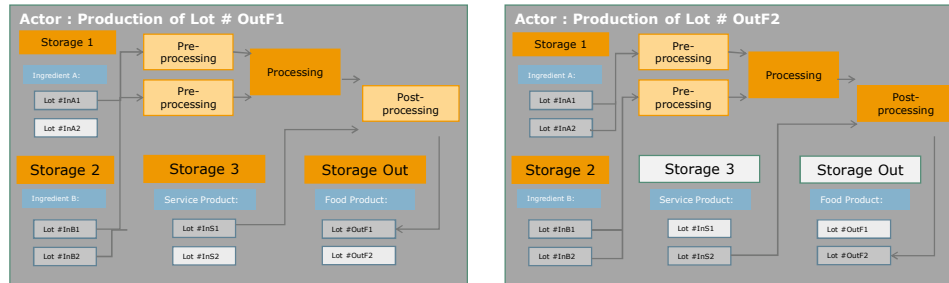 Actor : Production of Lot # OutF1
Storage 1
Pre-
processing
Processing
Ingredient A:
Lot #InA1
Pre-
processing
Post-
processing
Lot #InA2
Storage 2
Storage 3
Storage Out
Ingredient B:
Service Product:
Food Product:
Lot #InB1
Lot #InS1
Lot #OutF1
Lot #InB2
Lot #InS2
Lot #OutF2
Actor : Production of Lot # OutF2
Storage 1
Pre-
processing
Processing
Ingredient A:
Lot #InA1
Pre-
processing
Post-
processing
Lot #InA2
Storage 2
Storage 3
Storage Out
Ingredient B:
Service Product:
Food Product:
Lot #InB1
Lot #InS1
Lot #OutF1
Lot #InB2
Lot #InS2
Lot #OutF2